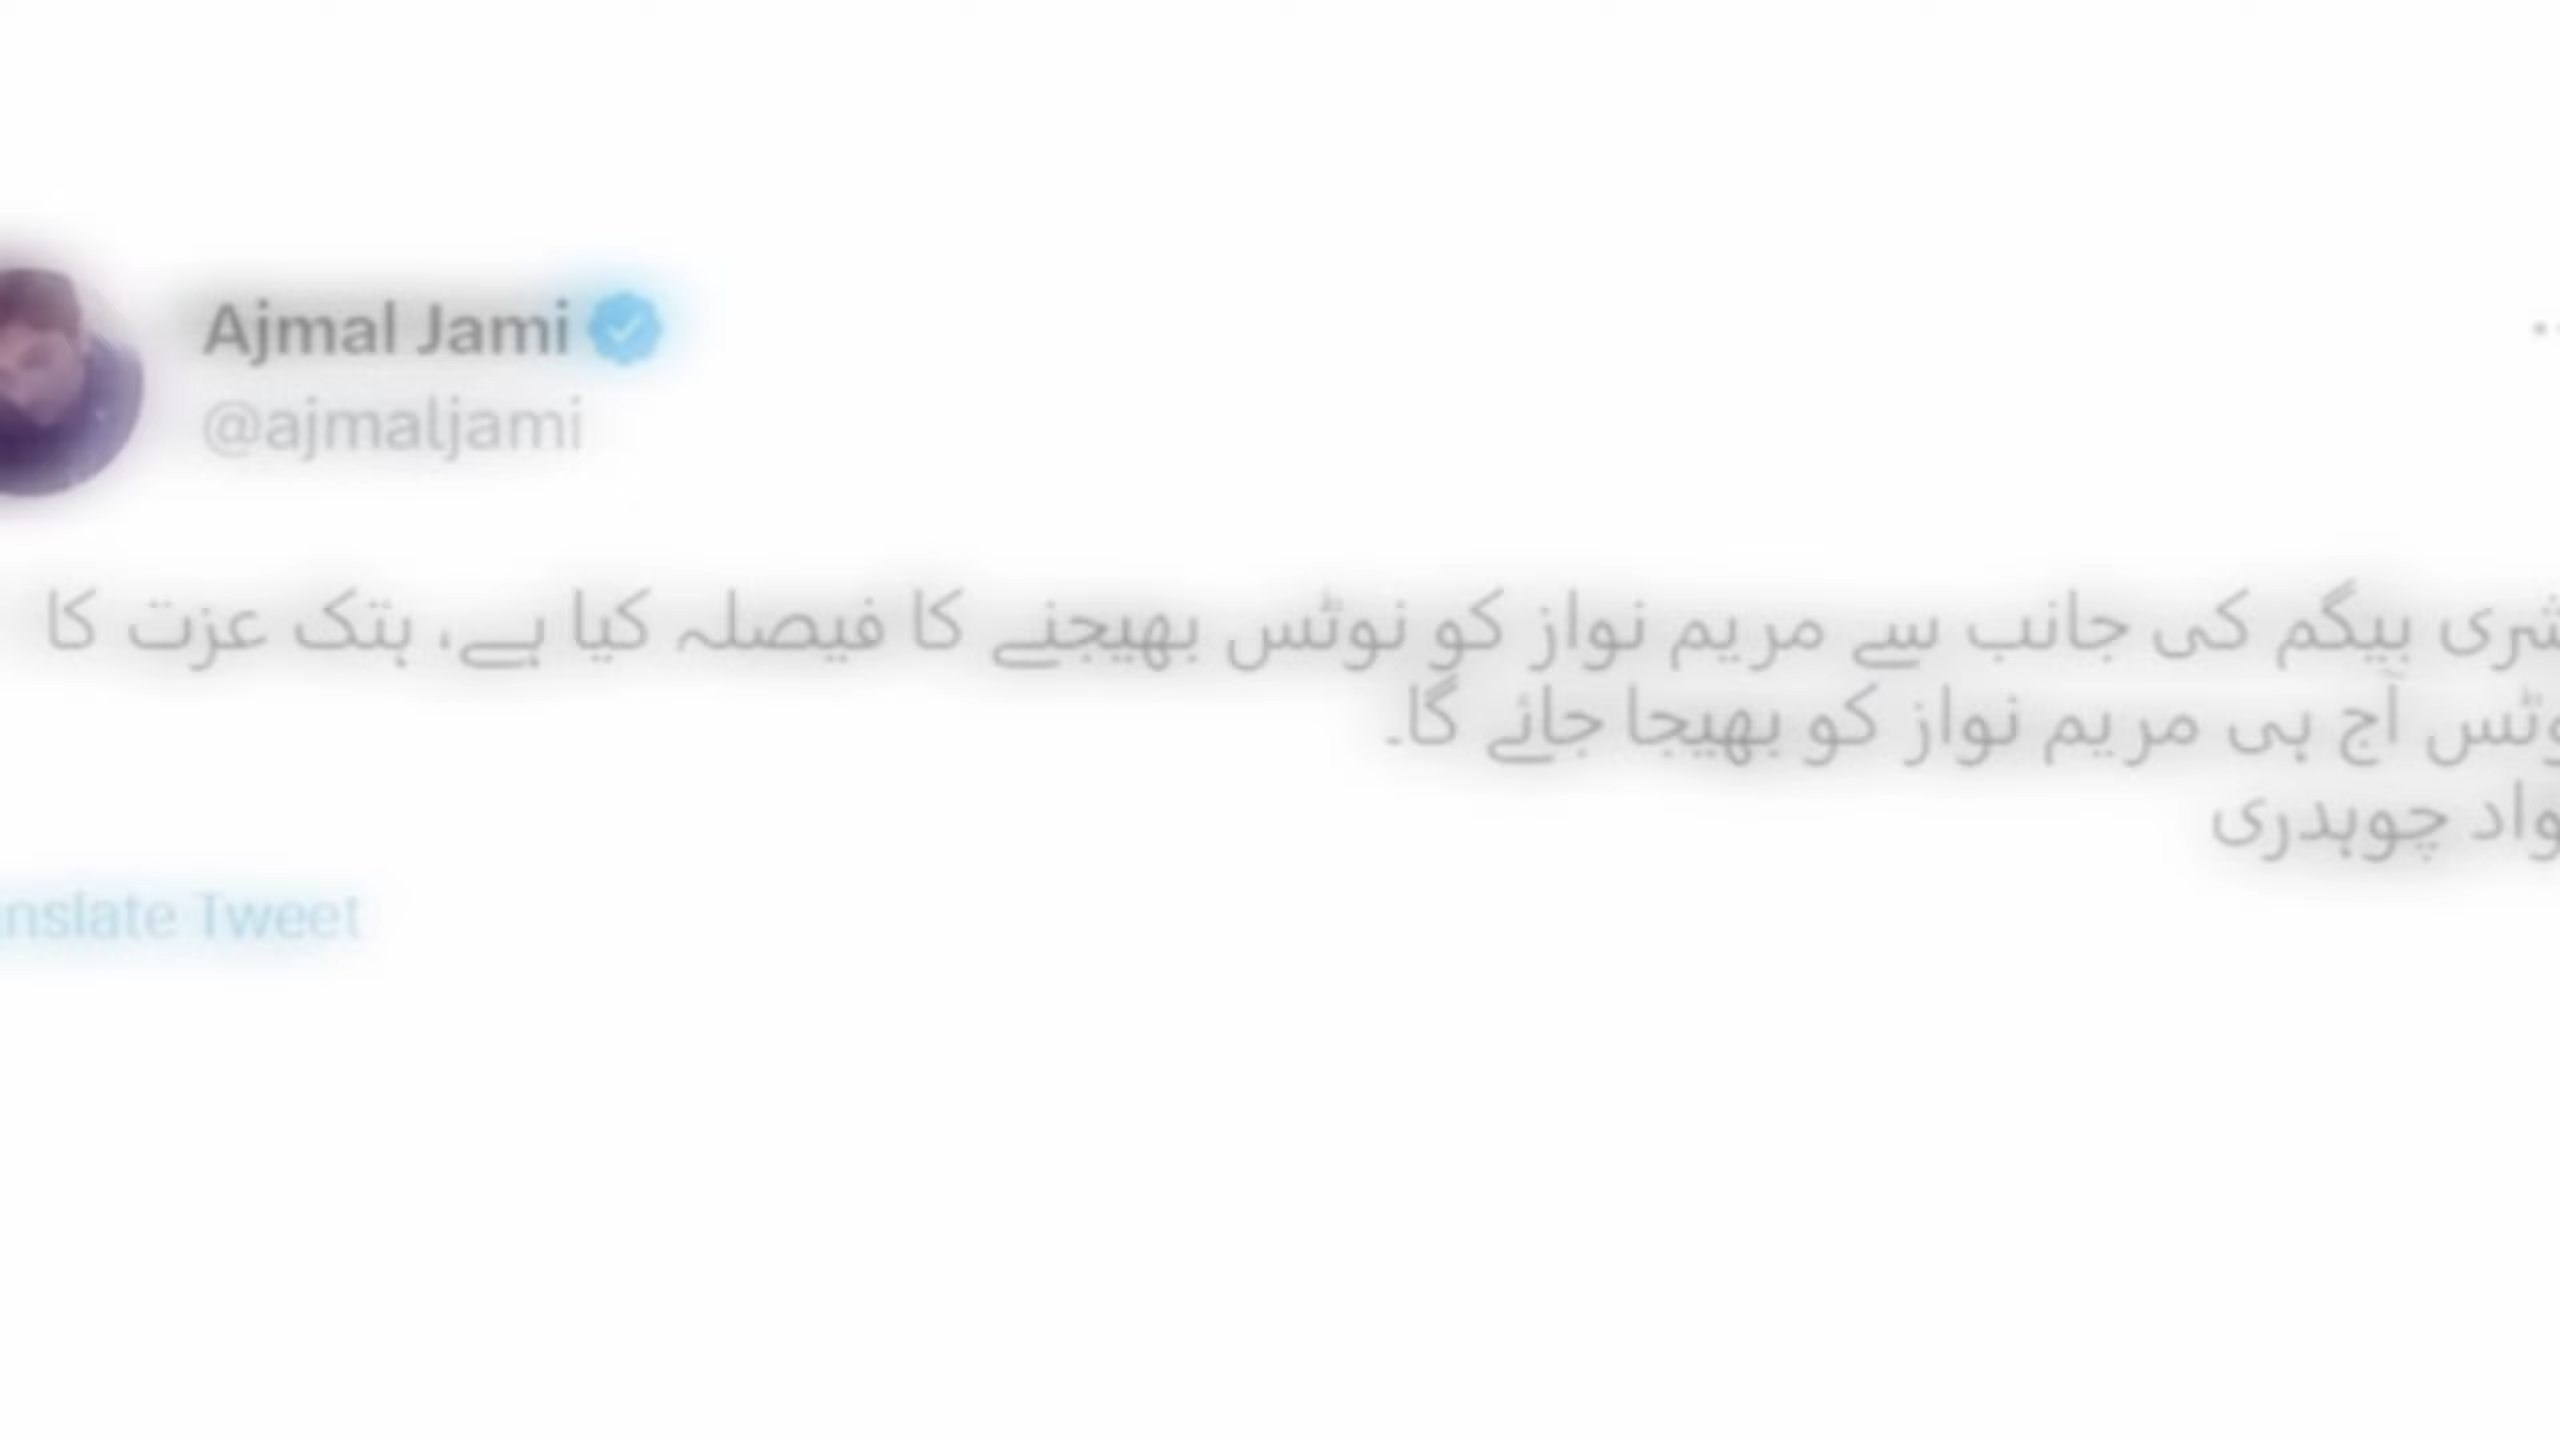 Ajmal Jami
@ajmaljami
شری بیگم کی جانب سے مریم نواز کو نوٹس بھیجنے کا فیصلہ کیا ہے، ہتک عزت کا
وٹس آج ہی مریم نواز کو بھیجا جائے گا۔
واد چوہدری
anslate Tweet